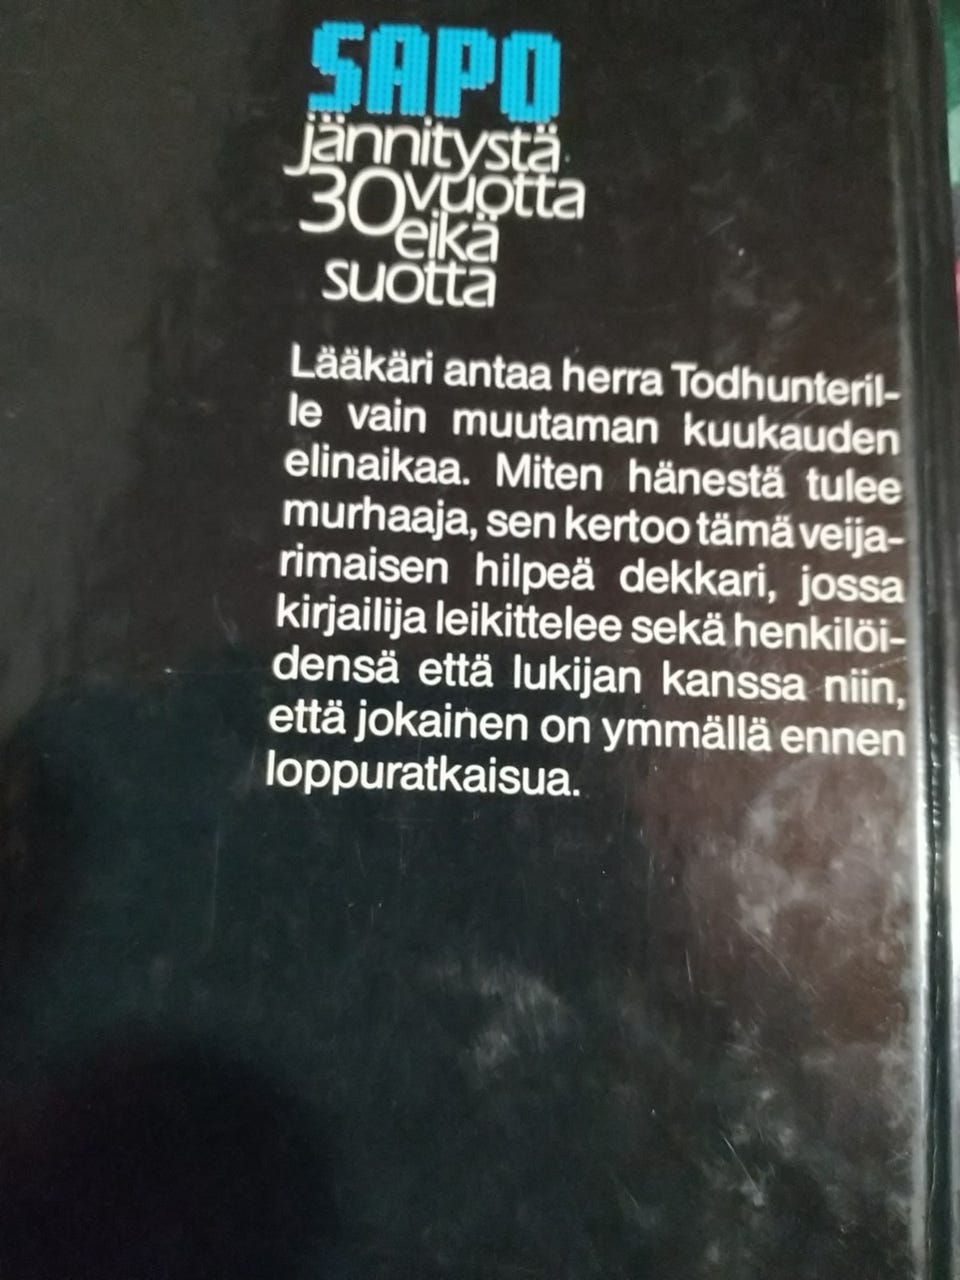 SAPO
jännitystä
30 vuotta
eikä
suotta
Lääkäri antaa herra Todhunteril-
le vain muutaman kuukauden
elinaikaa. Miten hänestä tulee
murhaaja, sen kertoo tämä veija-
rimaisen hilpeä dekkari, jossa
kirjailija leikittelee sekä henkilöi-
densä että lukijan kanssa niin,
että jokainen on ymmällä ennen
loppuratkaisua.